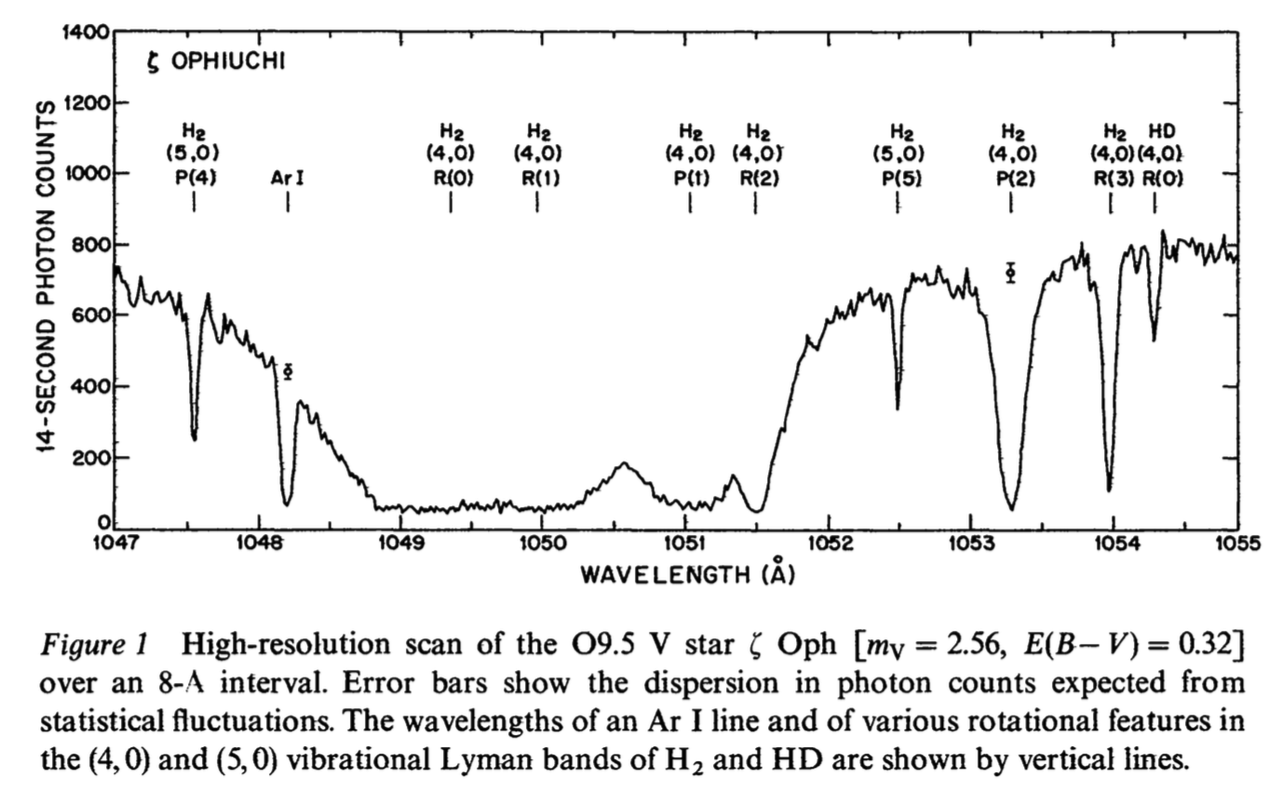 1400
1200
1000
800
600
400
200
0
14-SECOND PHOTON COUNTS
ζ OPHIUCHI
H2 H2 H2 H2 H2 H2 H2 H2 HD
(5,0) (4,0) (4,0) (4,0) (4,0) (5,0) (4,0) (4,0) (4,0)
P(4) Ar I R(0) R(1) P(1) R(2) P(5) P(2) R(3) R(0)
1047 1048 1049 1050 1051 1052 1053 1054 1055
WAVELENGTH (Å)
Figure 1 High-resolution scan of the O9.5 V star ζ Oph [mV = 2.56, E(B−V) = 0.32]
over an 8-A interval. Error bars show the dispersion in photon counts expected from
statistical fluctuations. The wavelengths of an Ar I line and of various rotational features in
the (4,0) and (5,0) vibrational Lyman bands of H2 and HD are shown by vertical lines.